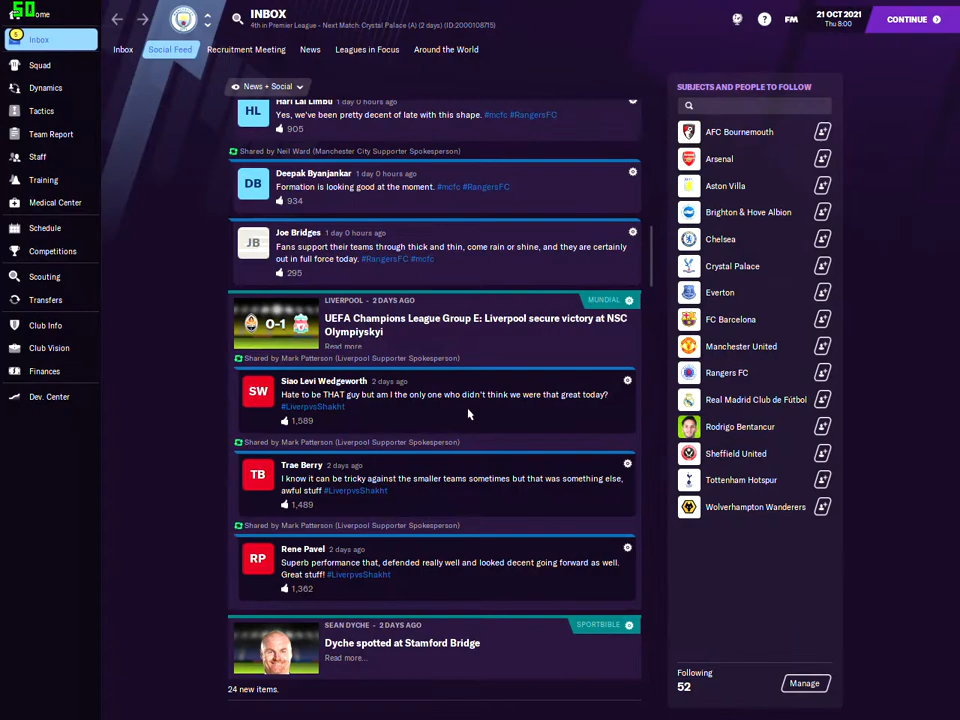 50
ome
INBOX
4th in Premier League - Next Match: Crystal Palace (A) (2 days) (ID:2000108715)
?
FM
21 OCT 2021
Thu 8:00
CONTINUE
5
Inbox
Squad
Dynamics
Tactics
Team Report
Staff
Training
Medical Center
Schedule
Competitions
Scouting
Transfers
Club Info
Club Vision
Finances
Dev. Center
Inbox
Social Feed
Recruitment Meeting
News
Leagues in Focus
Around the World
News + Social
HL
Hari Lal Limbu 1 day 0 hours ago
Yes, we've been pretty decent of late with this shape. #mcfc #RangersFC
905
Shared by Neil Ward (Manchester City Supporter Spokesperson)
DB
Deepak Byanjankar 1 day 0 hours ago
Formation is looking good at the moment. #mcfc #RangersFC
934
JB
Joe Bridges 1 day 0 hours ago
Fans support their teams through thick and thin, come rain or shine, and they are certainly
out in full force today. #RangersFC #mcfc
295
LIVERPOOL - 2 DAYS AGO
MUNDIAL
0-1
UEFA Champions League Group E: Liverpool secure victory at NSC
Olympiyskyi
Read more...
Shared by Mark Patterson (Liverpool Supporter Spokesperson)
SW
Siao Levi Wedgeworth 2 days ago
Hate to be THAT guy but am I the only one who didn't think we were that great today?
#LiverpvsShakht
1,589
Shared by Mark Patterson (Liverpool Supporter Spokesperson)
TB
Trae Berry 2 days ago
I know it can be tricky against the smaller teams sometimes but that was something else,
awful stuff #LiverpvsShakht
1,489
Shared by Mark Patterson (Liverpool Supporter Spokesperson)
RP
Rene Pavel 2 days ago
Superb performance that, defended really well and looked decent going forward as well.
Great stuff! #LiverpvsShakht
1,362
SEAN DYCHE - 2 DAYS AGO
SPORTBIBLE
Dyche spotted at Stamford Bridge
Read more...
24 new items.
SUBJECTS AND PEOPLE TO FOLLOW
AFC Bournemouth
Arsenal
Aston Villa
Brighton & Hove Albion
Chelsea
Crystal Palace
Everton
FC Barcelona
Manchester United
Rangers FC
Real Madrid Club de Fútbol
Rodrigo Bentancur
Sheffield United
Tottenham Hotspur
Wolverhampton Wanderers
Following
52
Manage